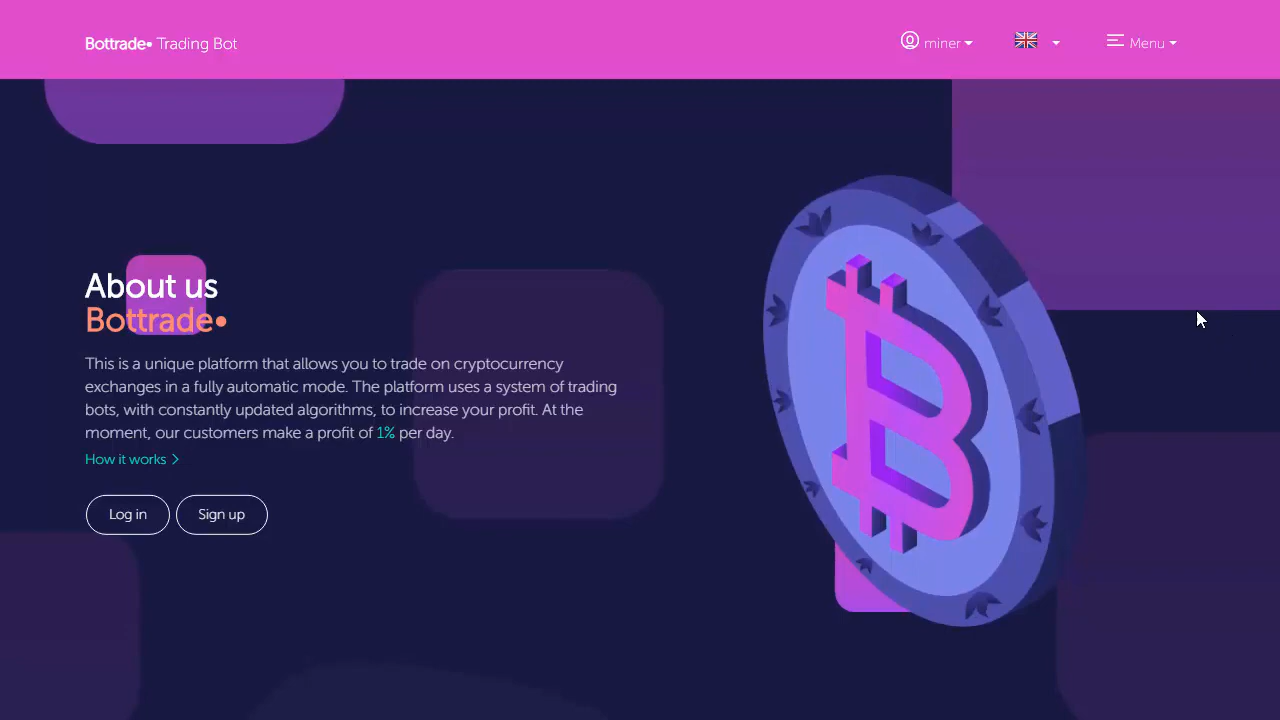 Bottrade• Trading Bot
miner
Menu
About us
Bottrade•
This is a unique platform that allows you to trade on cryptocurrency
exchanges in a fully automatic mode. The platform uses a system of trading
bots, with constantly updated algorithms, to increase your profit. At the
moment, our customers make a profit of 1% per day.
How it works
Log in
Sign up